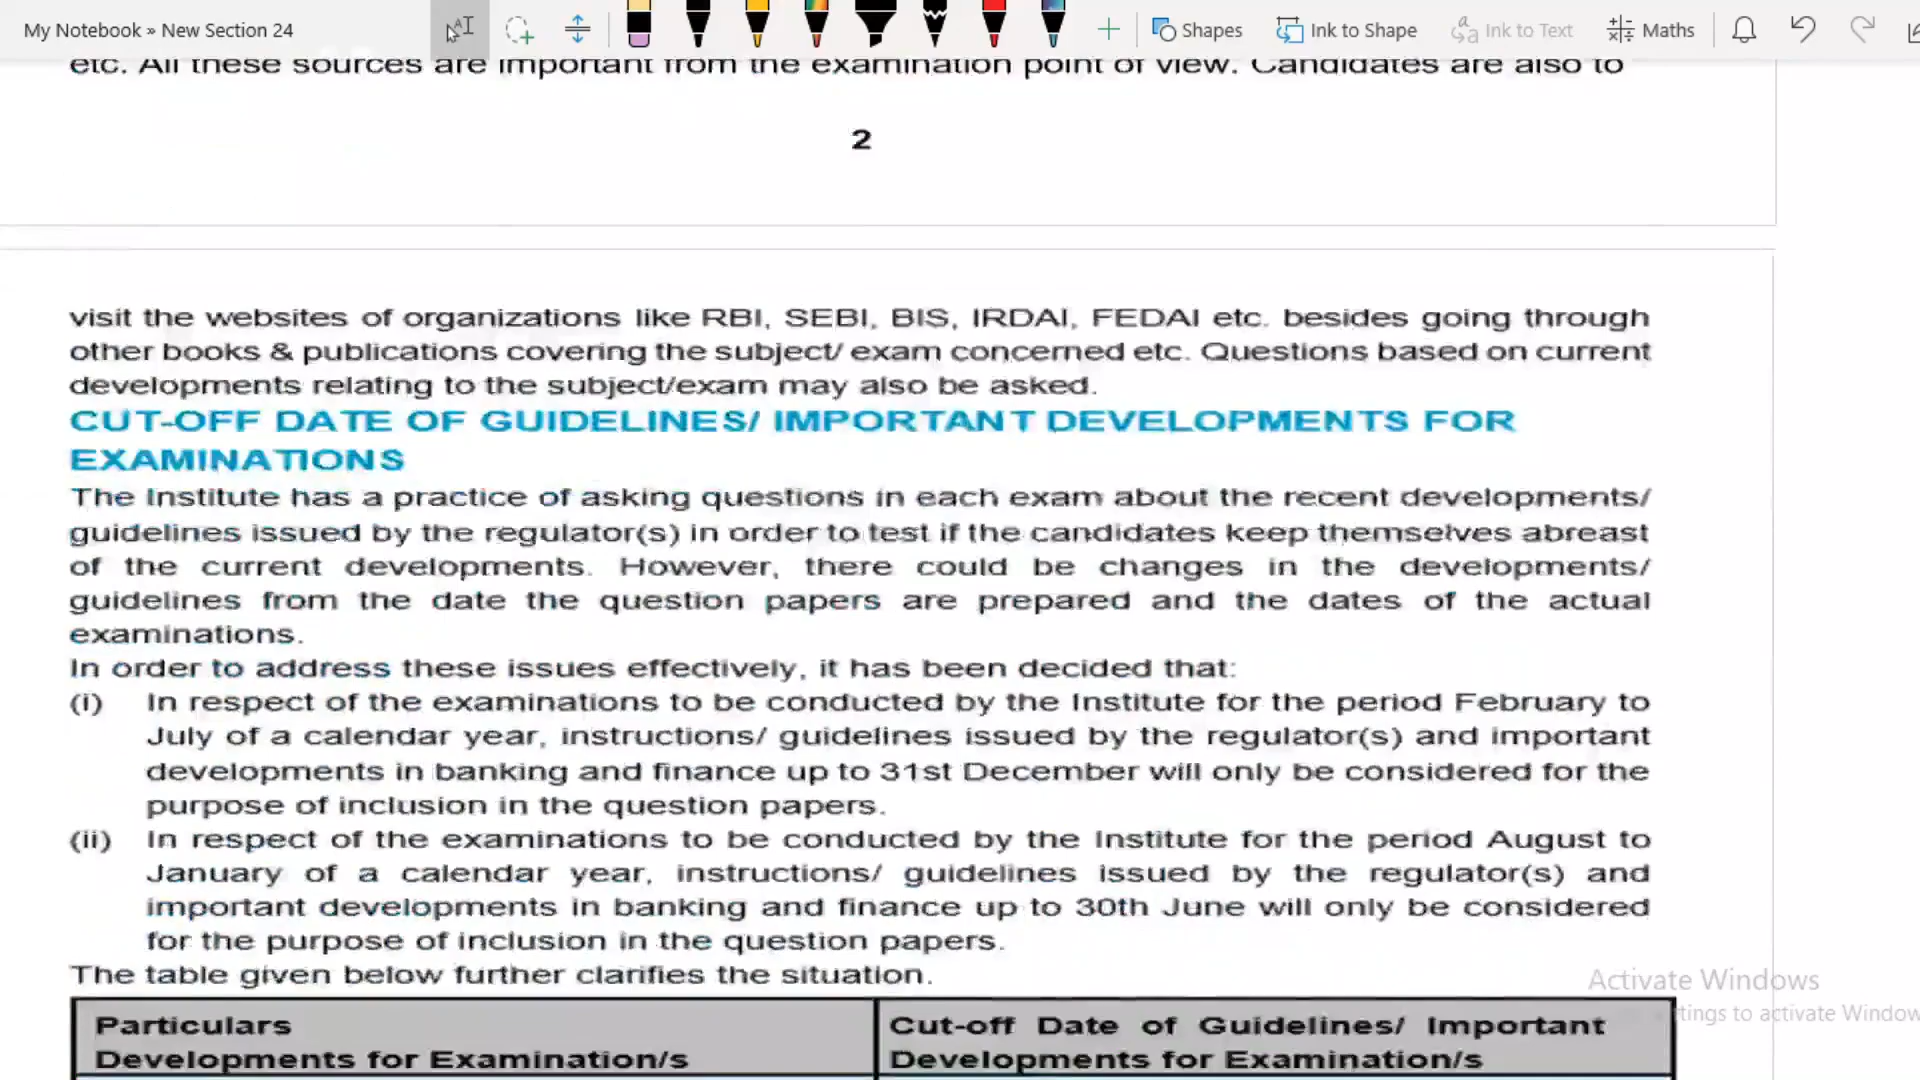 My Notebook » New Section 24
Shapes
Ink to Shape
Ink to Text
Maths
etc. All these sources are important from the examination point of view. Candidates are also to
2
visit the websites of organizations like RBI, SEBI, BIS, IRDAI, FEDAI etc. besides going through
other books & publications covering the subject/ exam concerned etc. Questions based on current
developments relating to the subject/exam may also be asked.
CUT-OFF DATE OF GUIDELINES/ IMPORTANT DEVELOPMENTS FOR
EXAMINATIONS
The Institute has a practice of asking questions in each exam about the recent developments/
guidelines issued by the regulator(s) in order to test if the candidates keep themselves abreast
of the current developments. However, there could be changes in the developments/
guidelines from the date the question papers are prepared and the dates of the actual
examinations.
In order to address these issues effectively, it has been decided that:
(i) In respect of the examinations to be conducted by the Institute for the period February to
July of a calendar year, instructions/ guidelines issued by the regulator(s) and important
developments in banking and finance up to 31st December will only be considered for the
purpose of inclusion in the question papers.
(ii) In respect of the examinations to be conducted by the Institute for the period August to
January of a calendar year, instructions/ guidelines issued by the regulator(s) and
important developments in banking and finance up to 30th June will only be considered
for the purpose of inclusion in the question papers.
The table given below further clarifies the situation.
Activate Windows
tings to activate Window
Particulars
Developments for Examination/s
Cut-off Date of Guidelines/ Important
Developments for Examination/s